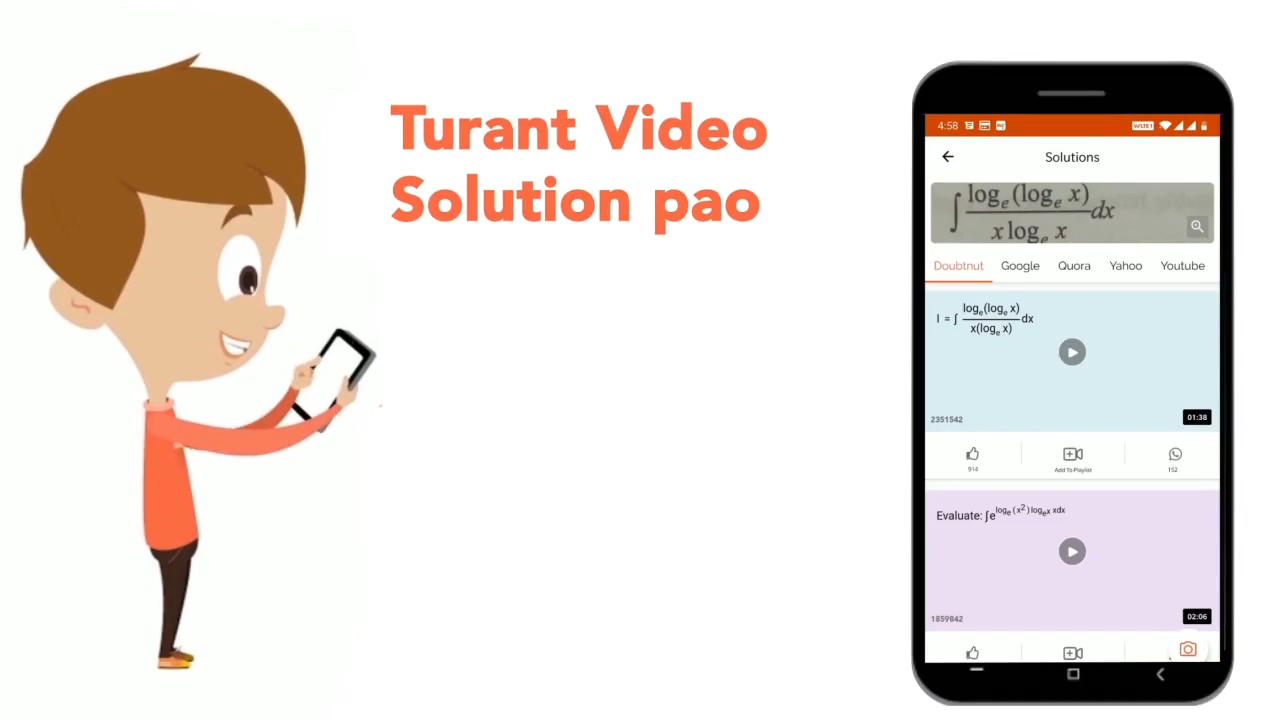 Turant Video
Solution pao
4:58
VoLTE1
Solutions
∫ logₑ(logₑ x) / x logₑ x dx
Doubtnut Google Quora Yahoo Youtube
I = ∫ logₑ(logₑ x) / x(logₑ x) dx
2351542 01:38
914 Add To Playlist 152
Evaluate: ∫e^logₑ(x²)logₑx xdx
1859842 02:06